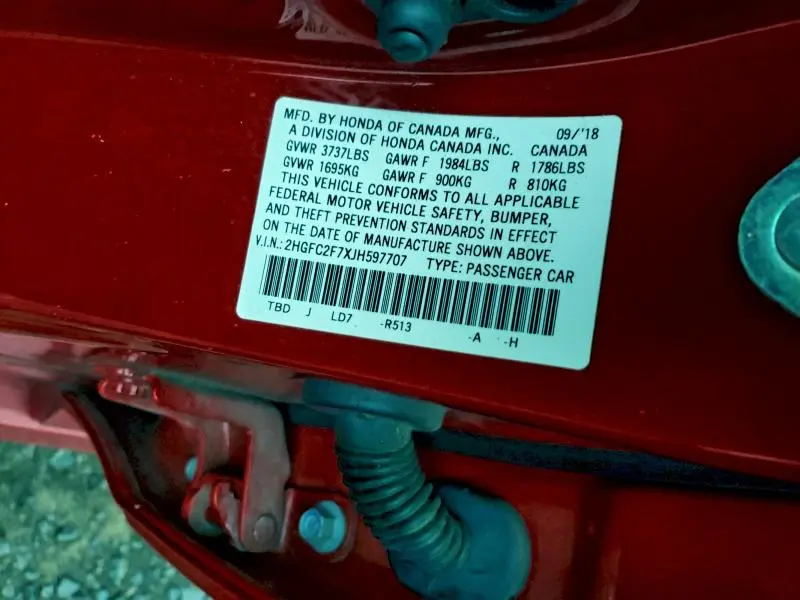 MFD. BY HONDA OF CANADA MFG., 09/'18
A DIVISION OF HONDA CANADA INC. CANADA
GVWR 3737LBS GAWR F 1984LBS R 1786LBS
GVWR 1695KG GAWR F 900KG R 810KG
THIS VEHICLE CONFORMS TO ALL APPLICABLE
FEDERAL MOTOR VEHICLE SAFETY, BUMPER,
AND THEFT PREVENTION STANDARDS IN EFFECT
ON THE DATE OF MANUFACTURE SHOWN ABOVE.
V.I.N.: 2HGFC2F7XJH597707 TYPE: PASSENGER CAR
TBD J LD7 -R513 -A -H